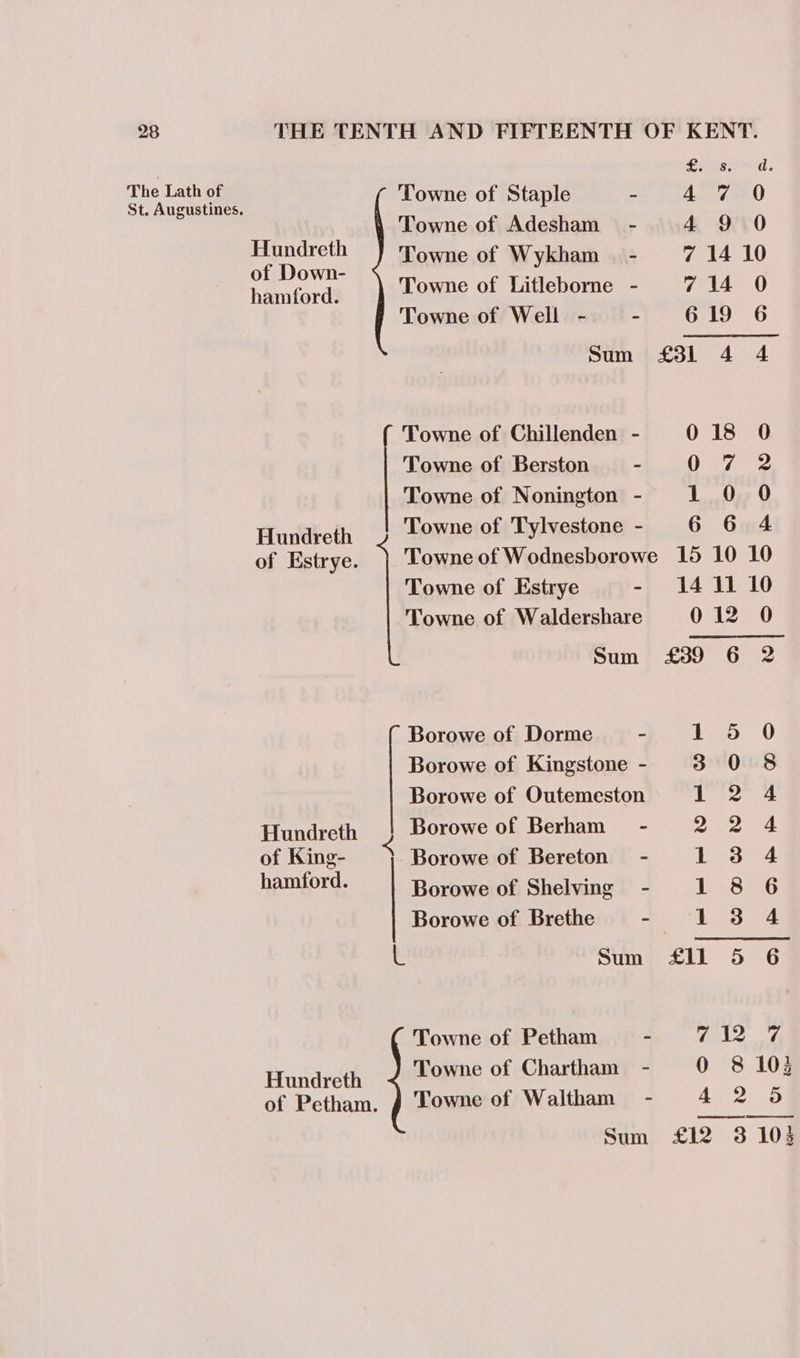 28 THE TENTH AND FIFTEENTH OF KENT.
£. s. d.
The Lath of St. Augustines.
Hundreth of Down-hamford.
Towne of Staple - 4 7 0
Towne of Adesham - 4 9 0
Towne of Wykham - 7 14 10
Towne of Litleborne - 7 14 0
Towne of Well - - 6 19 6
Sum £31 4 4
Hundreth of Estrye.
Towne of Chillenden - 0 18 0
Towne of Berston - 0 7 2
Towne of Nonington - 1 0 0
Towne of Tylvestone - 6 6 4
Towne of Wodnesborowe 15 10 10
Towne of Estrye - 14 11 10
Towne of Waldershare 0 12 0
Sum £39 6 2
Hundreth of King-hamford.
Borowe of Dorme - 1 5 0
Borowe of Kingstone - 3 0 8
Borowe of Outemeston 1 2 4
Borowe of Berham - 2 2 4
Borowe of Bereton - 1 3 4
Borowe of Shelving - 1 8 6
Borowe of Brethe - 1 3 4
Sum £11 5 6
Hundreth of Petham.
Towne of Petham - 7 12 7
Towne of Chartham - 0 8 10¾
Towne of Waltham - 4 2 5
Sum £12 3 10¾